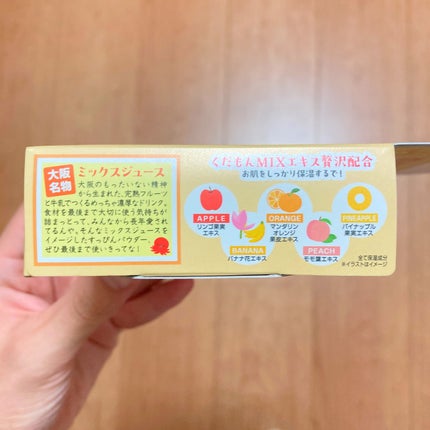 大阪
名物
ミックスジュース
大阪のもったいない精神
から生まれた、完熟フルーツ
と牛乳でつくるめっちゃ濃厚なドリンク。
食材を最後まで大切に使う気持ちが
詰まっとって、みんなから長年愛されて
てるんや。そんなミックスジュースを
イメージしたすっぴんパウダー。
ぜひ最後まで使いきってな!
くだもんMIXエキス贅沢配合
お肌をしっかり保湿するで!
APPLE
リンゴ果実
エキス
BANANA
バナナ花エキス
ORANGE
マンダリン
オレンジ
果皮エキス
PEACH
モモ葉エキス
PINEAPPLE
パイナップル
果実エキス
全て保湿成分
※イラストはイメージ